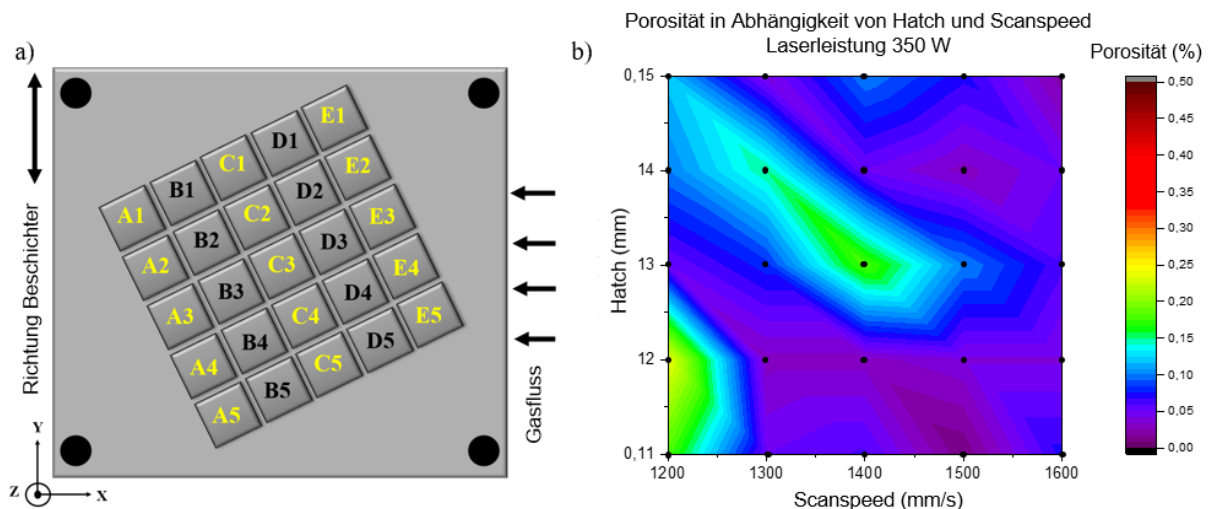 a)
Richtung Beschichter
A1 B1 C1 D1 E1
A2 B2 C2 D2 E2
A3 B3 C3 D3 E3
A4 B4 C4 D4 E4
A5 B5 C5 D5 E5
Gasfluss
Y
Z
X
b)
Porosität in Abhängigkeit von Hatch und Scanspeed
Laserleistung 350 W
Hatch (mm)
0,15
14
13
12
0,11
1200 1300 1400 1500 1600
Scanspeed (mm/s)
Porosität (%)
0,50
0,45
0,40
0,35
0,30
0,25
0,20
0,15
0,10
0,05
0,00